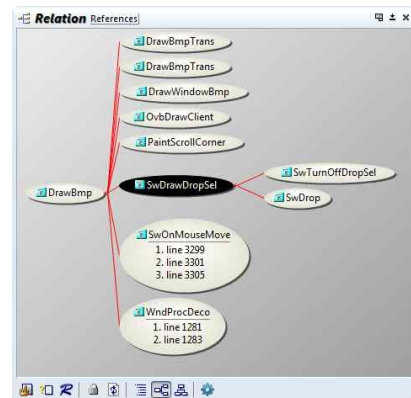 Relation References
DrawBmpTrans
DrawBmpTrans
DrawWindowBmp
OvbDrawClient
PaintScrollCorner
DrawBmp
SwDrawDropSel
SwTurnOffDropSel
SwDrop
SwOnMouseMove
1. line 3299
2. line 3301
3. line 3305
WndProcDeco
1. line 1281
2. line 1283